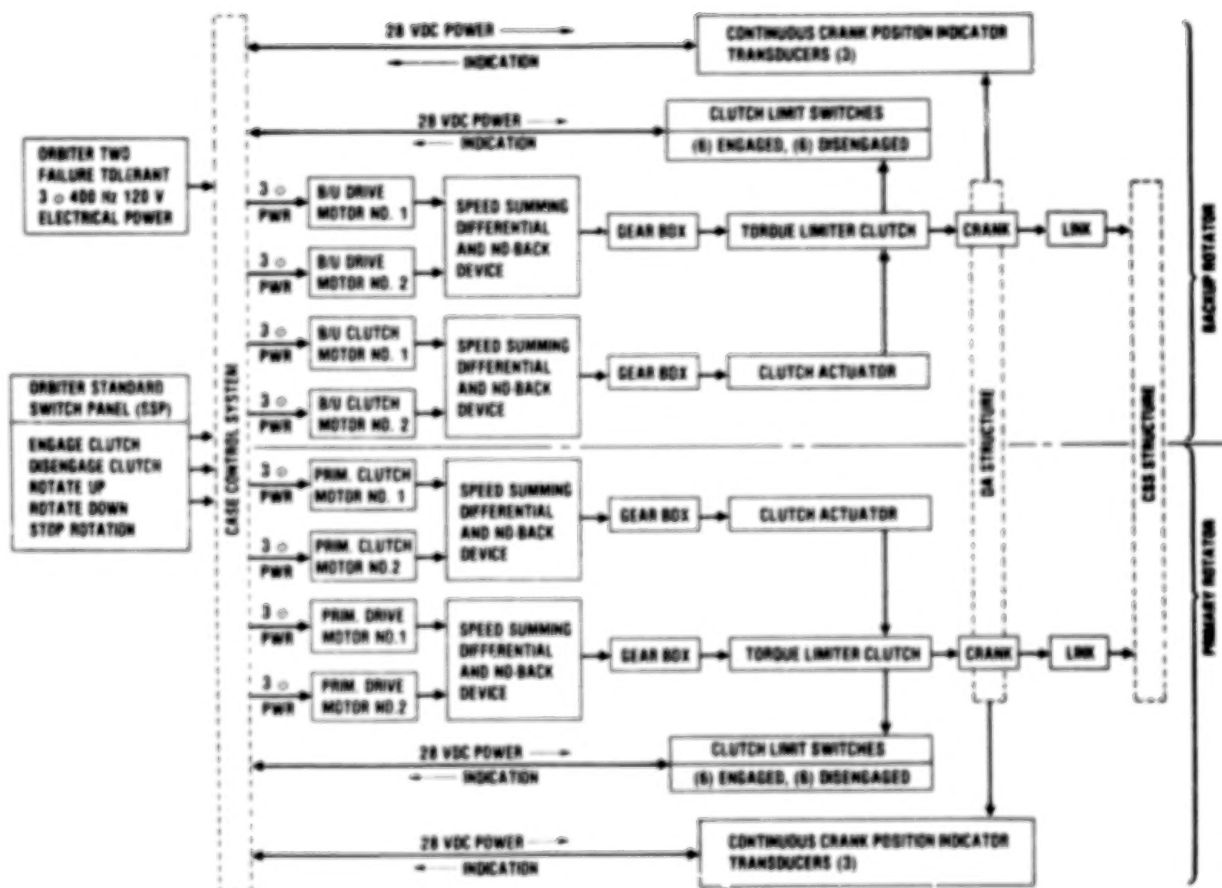 28 VDC POWER
INDICATION
CONTINUOUS CRANK POSITION INDICATOR
TRANSDUCERS (3)
28 VDC POWER
INDICATION
CLUTCH LIMIT SWITCHES
(6) ENGAGED, (6) DISENGAGED
ORBITER TWO
FAILURE TOLERANT
3 ⌀ 400 Hz 120 V
ELECTRICAL POWER
3 ⌀
PWR
B/U DRIVE
MOTOR NO. 1
3 ⌀
PWR
B/U DRIVE
MOTOR NO. 2
SPEED SUMMING
DIFFERENTIAL
AND NO-BACK
DEVICE
GEAR BOX
TORQUE LIMITER CLUTCH
CRANK
LINK
3 ⌀
PWR
B/U CLUTCH
MOTOR NO. 1
3 ⌀
PWR
B/U CLUTCH
MOTOR NO. 2
SPEED SUMMING
DIFFERENTIAL
AND NO-BACK
DEVICE
GEAR BOX
CLUTCH ACTUATOR
BACKUP ROTATOR
ORBITER STANDARD
SWITCH PANEL (SSP)
ENGAGE CLUTCH
DISENGAGE CLUTCH
ROTATE UP
ROTATE DOWN
STOP ROTATION
CASE CONTROL SYSTEM
DA STRUCTURE
CBS STRUCTURE
3 ⌀
PWR
PRIM. CLUTCH
MOTOR NO. 1
3 ⌀
PWR
PRIM. CLUTCH
MOTOR NO.2
SPEED SUMMING
DIFFERENTIAL
AND NO-BACK
DEVICE
GEAR BOX
CLUTCH ACTUATOR
3 ⌀
PWR
PRIM. DRIVE
MOTOR NO.1
3 ⌀
PWR
PRIM. DRIVE
MOTOR NO.2
SPEED SUMMING
DIFFERENTIAL
AND NO-BACK
DEVICE
GEAR BOX
TORQUE LIMITER CLUTCH
CRANK
LINK
PRIMARY ROTATOR
28 VDC POWER
INDICATION
CLUTCH LIMIT SWITCHES
(6) ENGAGED, (6) DISENGAGED
28 VDC POWER
INDICATION
CONTINUOUS CRANK POSITION INDICATOR
TRANSDUCERS (3)